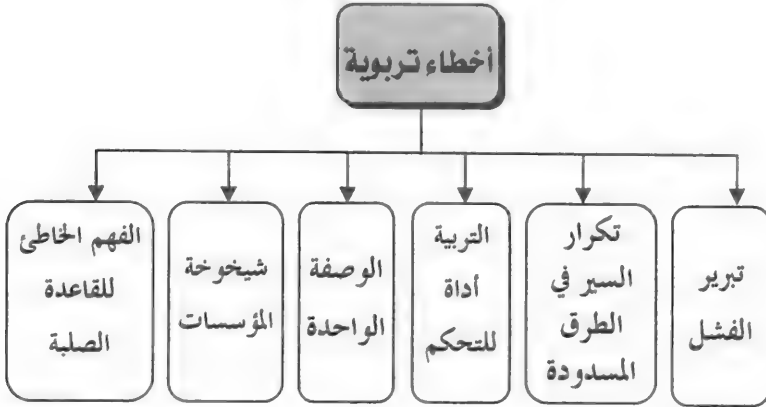 أخطاء تربوية
تبرير
الفشل
تكرار
السير في
الطرق
المسدودة
التربية
أداة
للتحكم
الوصفة
الواحدة
شيخوخة
المؤسسات
الفهم الخاطئ
للقاعدة
الصلبة